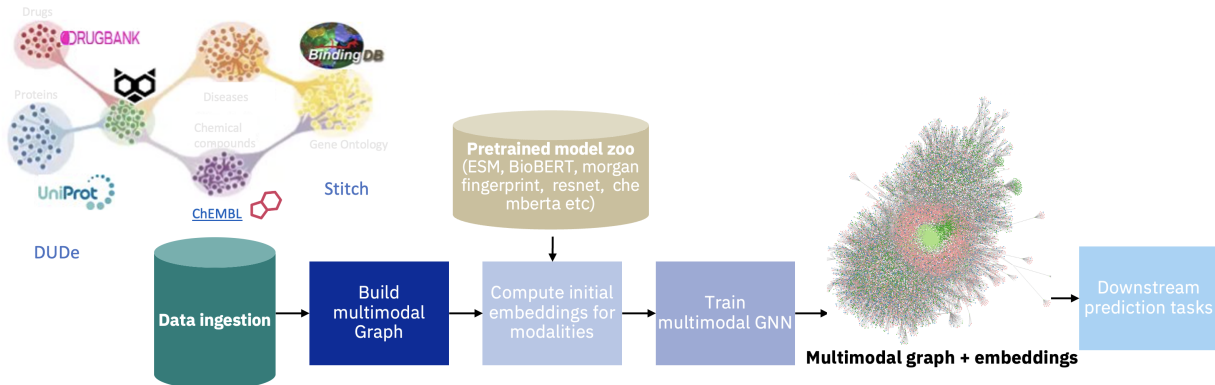 Drugs
DRUGBANK
BindingDB
Proteins
Diseases
Chemical
compounds
Gene Ontology
UniProt
Stitch
ChEMBL
DUDe
Pretrained model zoo
(ESM, BioBERT, morgan
fingerprint, resnet, che
mberta etc)
Data ingestion
Build
multimodal
Graph
Compute initial
embeddings for
modalities
Train
multimodal GNN
Multimodal graph + embeddings
Downstream
prediction tasks